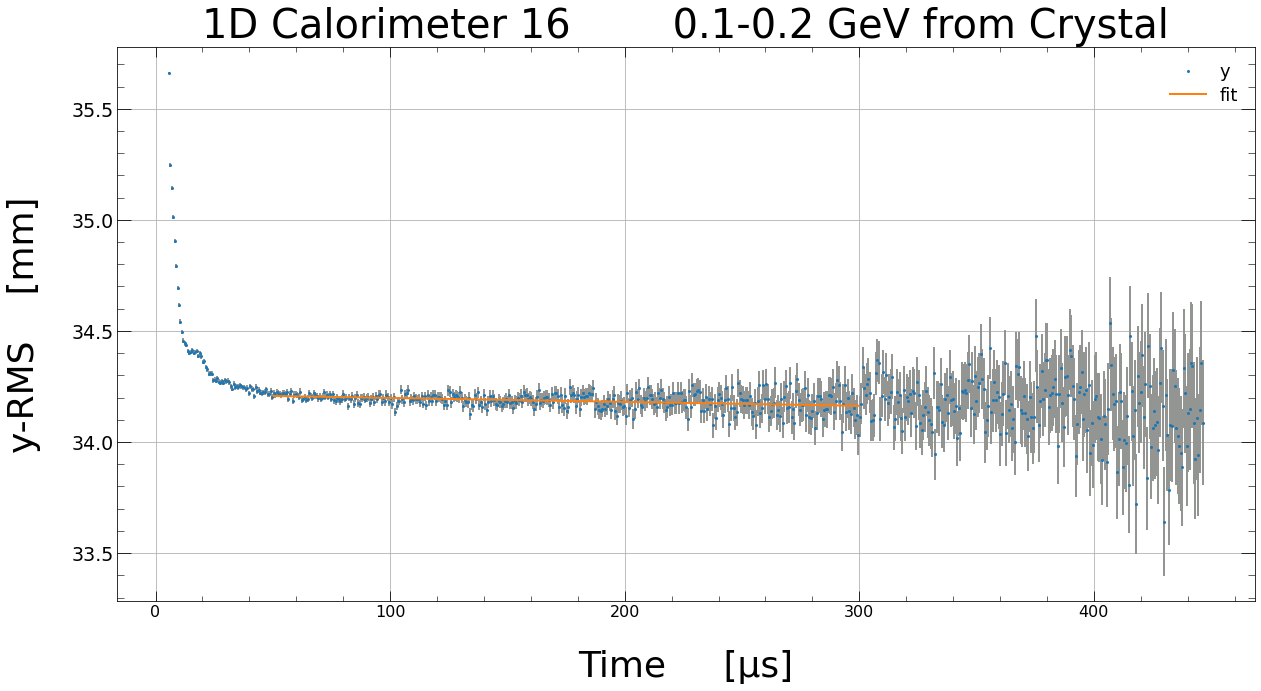 1D Calorimeter 16 0.1-0.2 GeV from Crystal
y
fit
y-RMS [mm]
35.5
35.0
34.5
34.0
33.5
0 100 200 300 400
Time [µs]